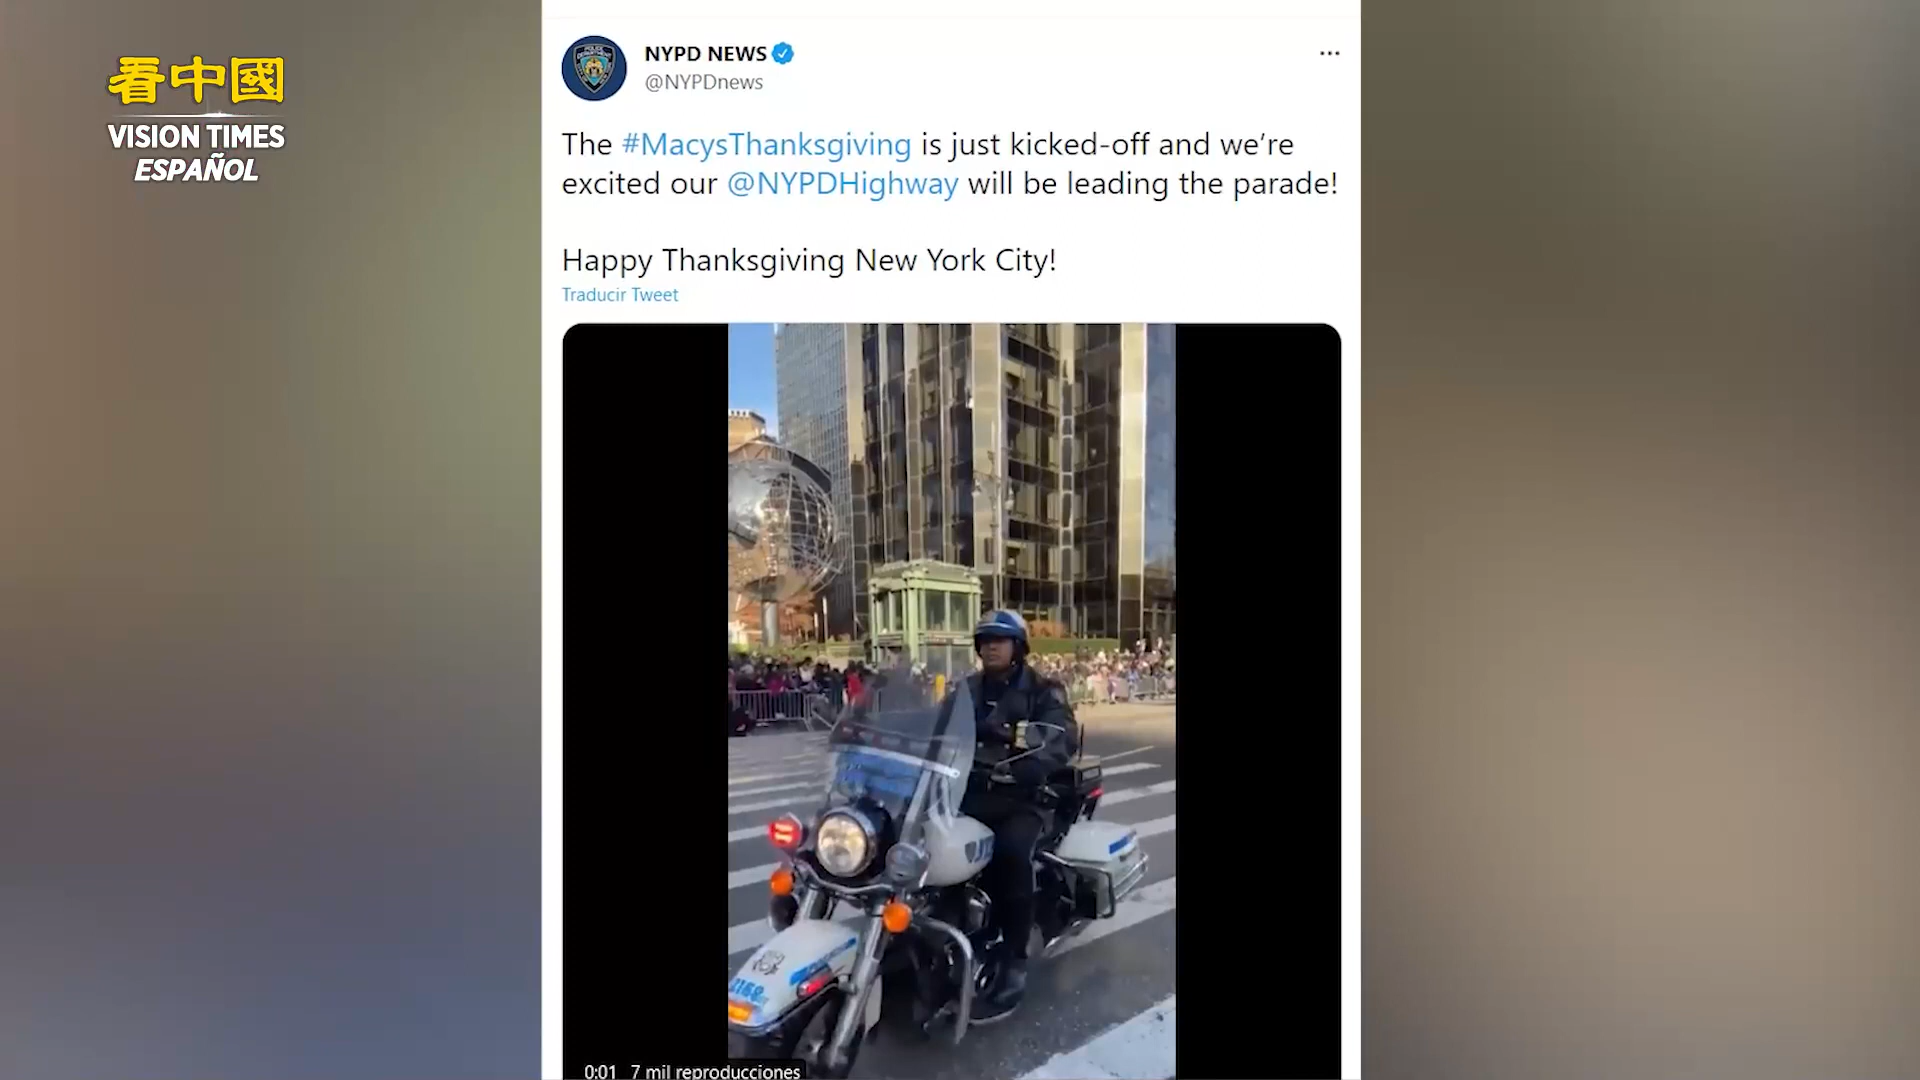 看中國
VISION TIMES
ESPAÑOL
NYPD NEWS
@NYPDnews
The #MacysThanksgiving is just kicked-off and we’re
excited our @NYPDHighway will be leading the parade!
Happy Thanksgiving New York City!
Traducir Tweet
0:01 7 mil reproducciones